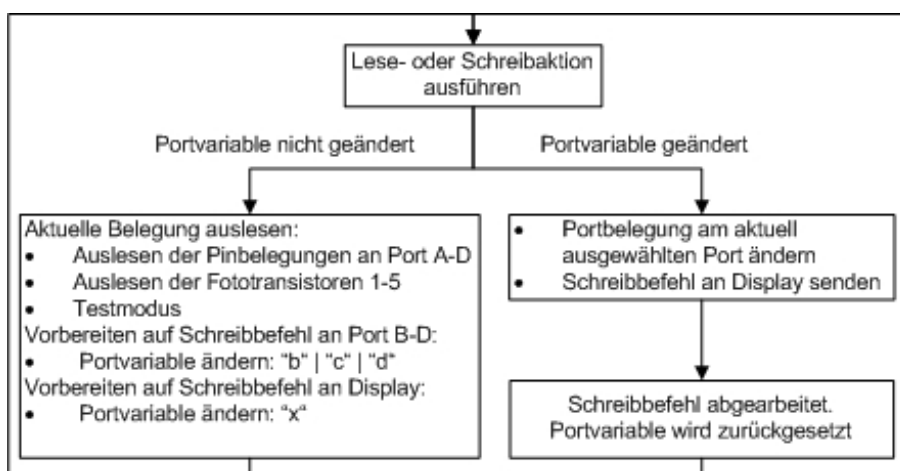 Lese- oder Schreibaktion
ausführen
Portvariable nicht geändert
Portvariable geändert
Aktuelle Belegung auslesen:
• Auslesen der Pinbelegungen an Port A-D
• Auslesen der Fototransistoren 1-5
• Testmodus
Vorbereiten auf Schreibbefehl an Port B-D:
• Portvariable ändern: "b" | "c" | "d"
Vorbereiten auf Schreibbefehl an Display:
• Portvariable ändern: "x"
• Portbelegung am aktuell
ausgewählten Port ändern
• Schreibbefehl an Display senden
Schreibbefehl abgearbeitet.
Portvariable wird zurückgesetzt